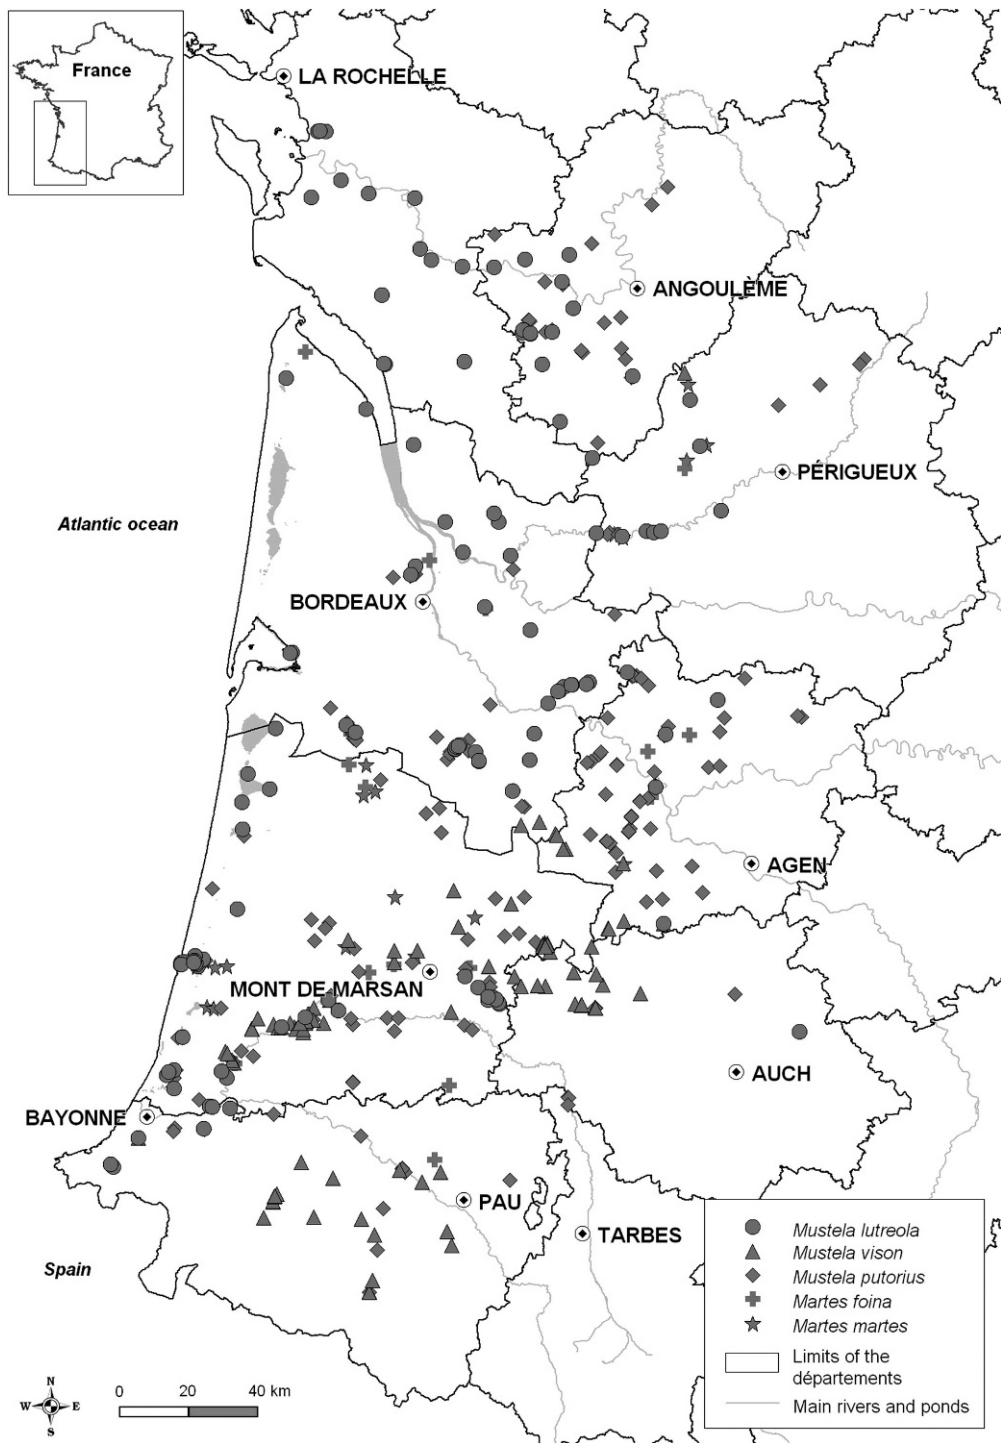 France
LA ROCHELLE
ANGOULÊME
PÉRIGUEUX
Atlantic ocean
BORDEAUX
AGEN
MONT DE MARSAN
AUCH
BAYONNE
PAU
TARBES
Spain
Mustela lutreola
Mustela vison
Mustela putorius
Martes foina
Martes martes
Limits of the
départements
Main rivers and ponds
N
W E
S
0 20 40 km